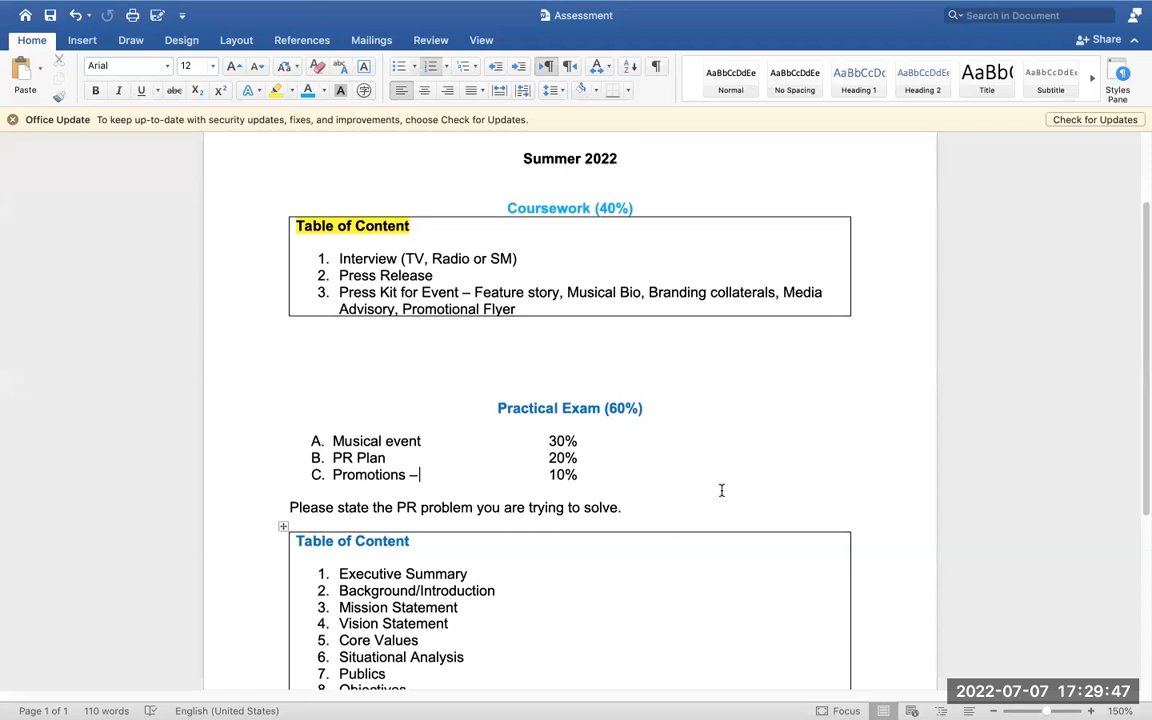 Assessment
Search in Document
Home Insert Draw Design Layout References Mailings Review View
Share
Paste
Arial 12
B I U abc X2 X2
AaBbCcDdEe AaBbCcDdEe AaBbCcDc AaBbCcDdEe AaBb( AaBbCcDdEe
Normal No Spacing Heading 1 Heading 2 Title Subtitle
Styles Pane
Office Update To keep up-to-date with security updates, fixes, and improvements, choose Check for Updates.
Check for Updates
Summer 2022
Coursework (40%)
Table of Content
1. Interview (TV, Radio or SM)
2. Press Release
3. Press Kit for Event – Feature story, Musical Bio, Branding collaterals, Media
Advisory, Promotional Flyer
Practical Exam (60%)
A. Musical event 30%
B. PR Plan 20%
C. Promotions – 10%
Please state the PR problem you are trying to solve.
Table of Content
1. Executive Summary
2. Background/Introduction
3. Mission Statement
4. Vision Statement
5. Core Values
6. Situational Analysis
7. Publics
8. Objectives
2022-07-07 17:29:47
Page 1 of 1 110 words English (United States) Focus 150%